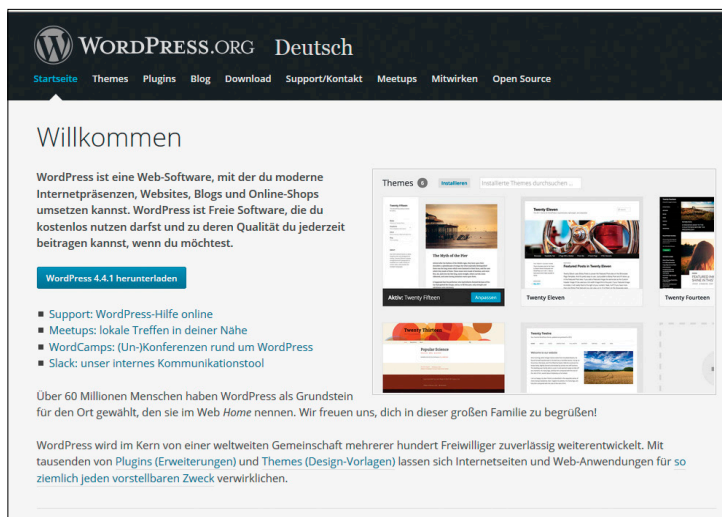 WORDPRESS.ORG Deutsch
Startseite Themes Plugins Blog Download Support/Kontakt Meetups Mitwirken Open Source
Willkommen
WordPress ist eine Web-Software, mit der du moderne
Internetpräsenzen, Websites, Blogs und Online-Shops
umsetzen kannst. WordPress ist Freie Software, die du
kostenlos nutzen darfst und zu deren Qualität du jederzeit
beitragen kannst, wenn du möchtest.
WordPress 4.4.1 herunterladen
Support: WordPress-Hilfe online
Meetups: lokale Treffen in deiner Nähe
WordCamps: (Un-)Konferenzen rund um WordPress
Slack: unser internes Kommunikationstool
Themes 6 Installieren Installierte Themes durchsuchen ...
Twenty Fifteen
The Myth of the Pier
Aktiv: Twenty Fifteen Anpassen
Twenty Eleven
Featured Posts in Twenty Eleven
Twenty Eleven
Twenty Fourteen
Twenty Thirteen
Popular Science
Twenty Twelve
Über 60 Millionen Menschen haben WordPress als Grundstein
für den Ort gewählt, den sie im Web Home nennen. Wir freuen uns, dich in dieser großen Familie zu begrüßen!
WordPress wird im Kern von einer weltweiten Gemeinschaft mehrerer hundert Freiwilliger zuverlässig weiterentwickelt. Mit
tausenden von Plugins (Erweiterungen) und Themes (Design-Vorlagen) lassen sich Internetseiten und Web-Anwendungen für so
ziemlich jeden vorstellbaren Zweck verwirklichen.